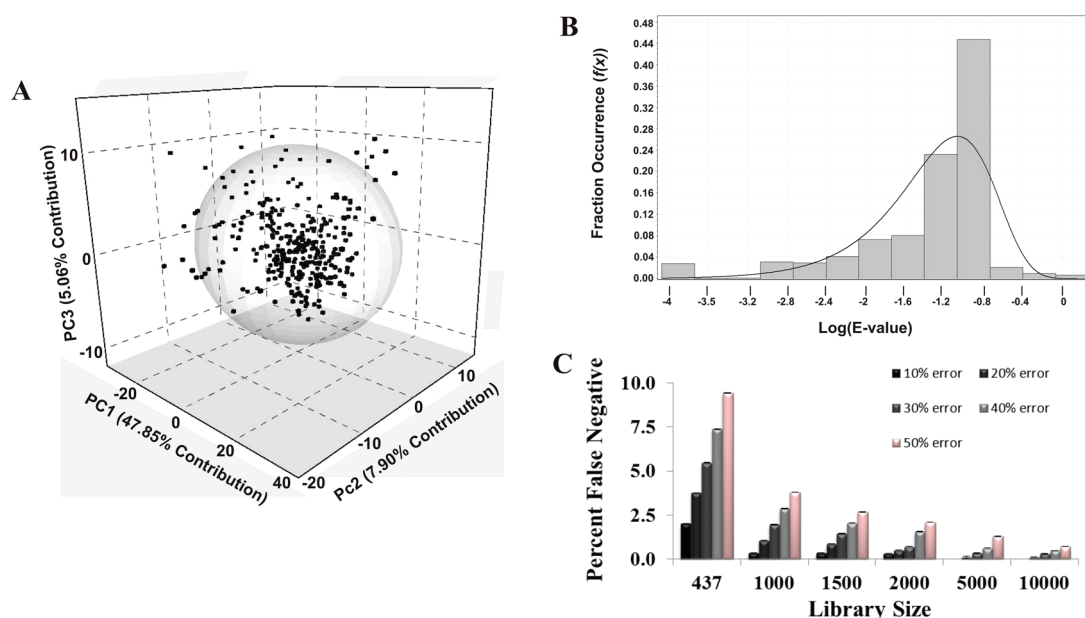 A
PC3 (5.06% Contribution)
10
0
-10
-20
0
20
40
PC1 (47.85% Contribution)
-20
-10
0
10
Pc2 (7.90% Contribution)
B
Fraction Occurrence (f(x))
0.48
0.44
0.40
0.36
0.32
0.28
0.24
0.20
0.16
0.12
0.08
0.04
0.00
-4 -3.5 -3.2 -2.8 -2.4 -2 -1.6 -1.2 -0.8 -0.4 0
Log(E-value)
C
Percent False Negative
10.0
7.5
5.0
2.5
0.0
10% error 20% error
30% error 40% error
50% error
437 1000 1500 2000 5000 10000
Library Size